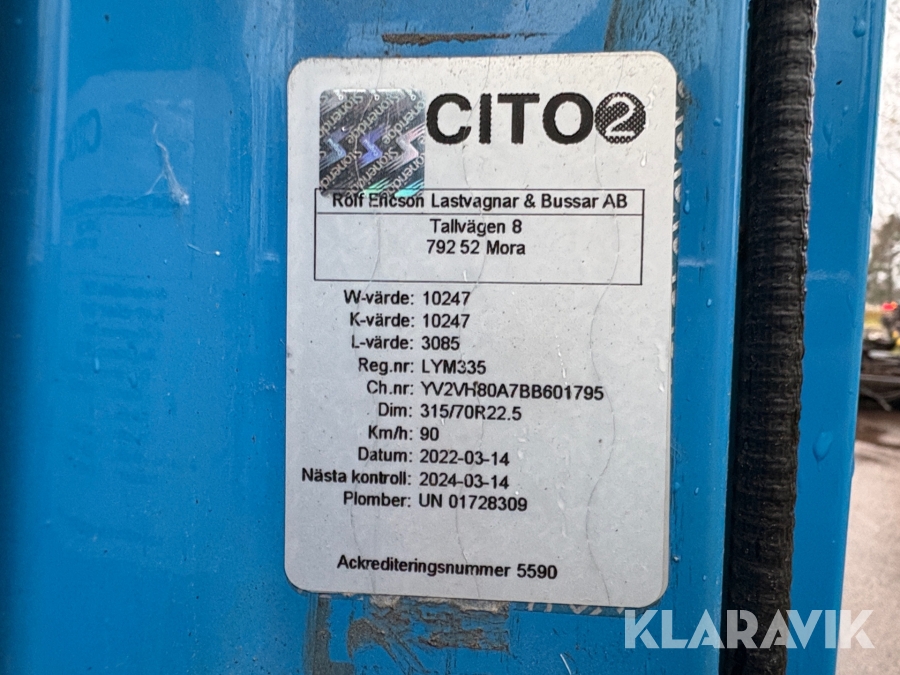 CITO2
Stoneridge
Rolf Ericson Lastvagnar & Bussar AB
Tallvägen 8
792 52 Mora
W-värde: 10247
K-värde: 10247
L-värde: 3085
Reg.nr: LYM335
Ch.nr: YV2VH80A7BB601795
Dim: 315/70R22.5
Km/h: 90
Datum: 2022-03-14
Nästa kontroll: 2024-03-14
Plomber: UN 01728309
Ackrediteringsnummer 5590
KLARAVIK